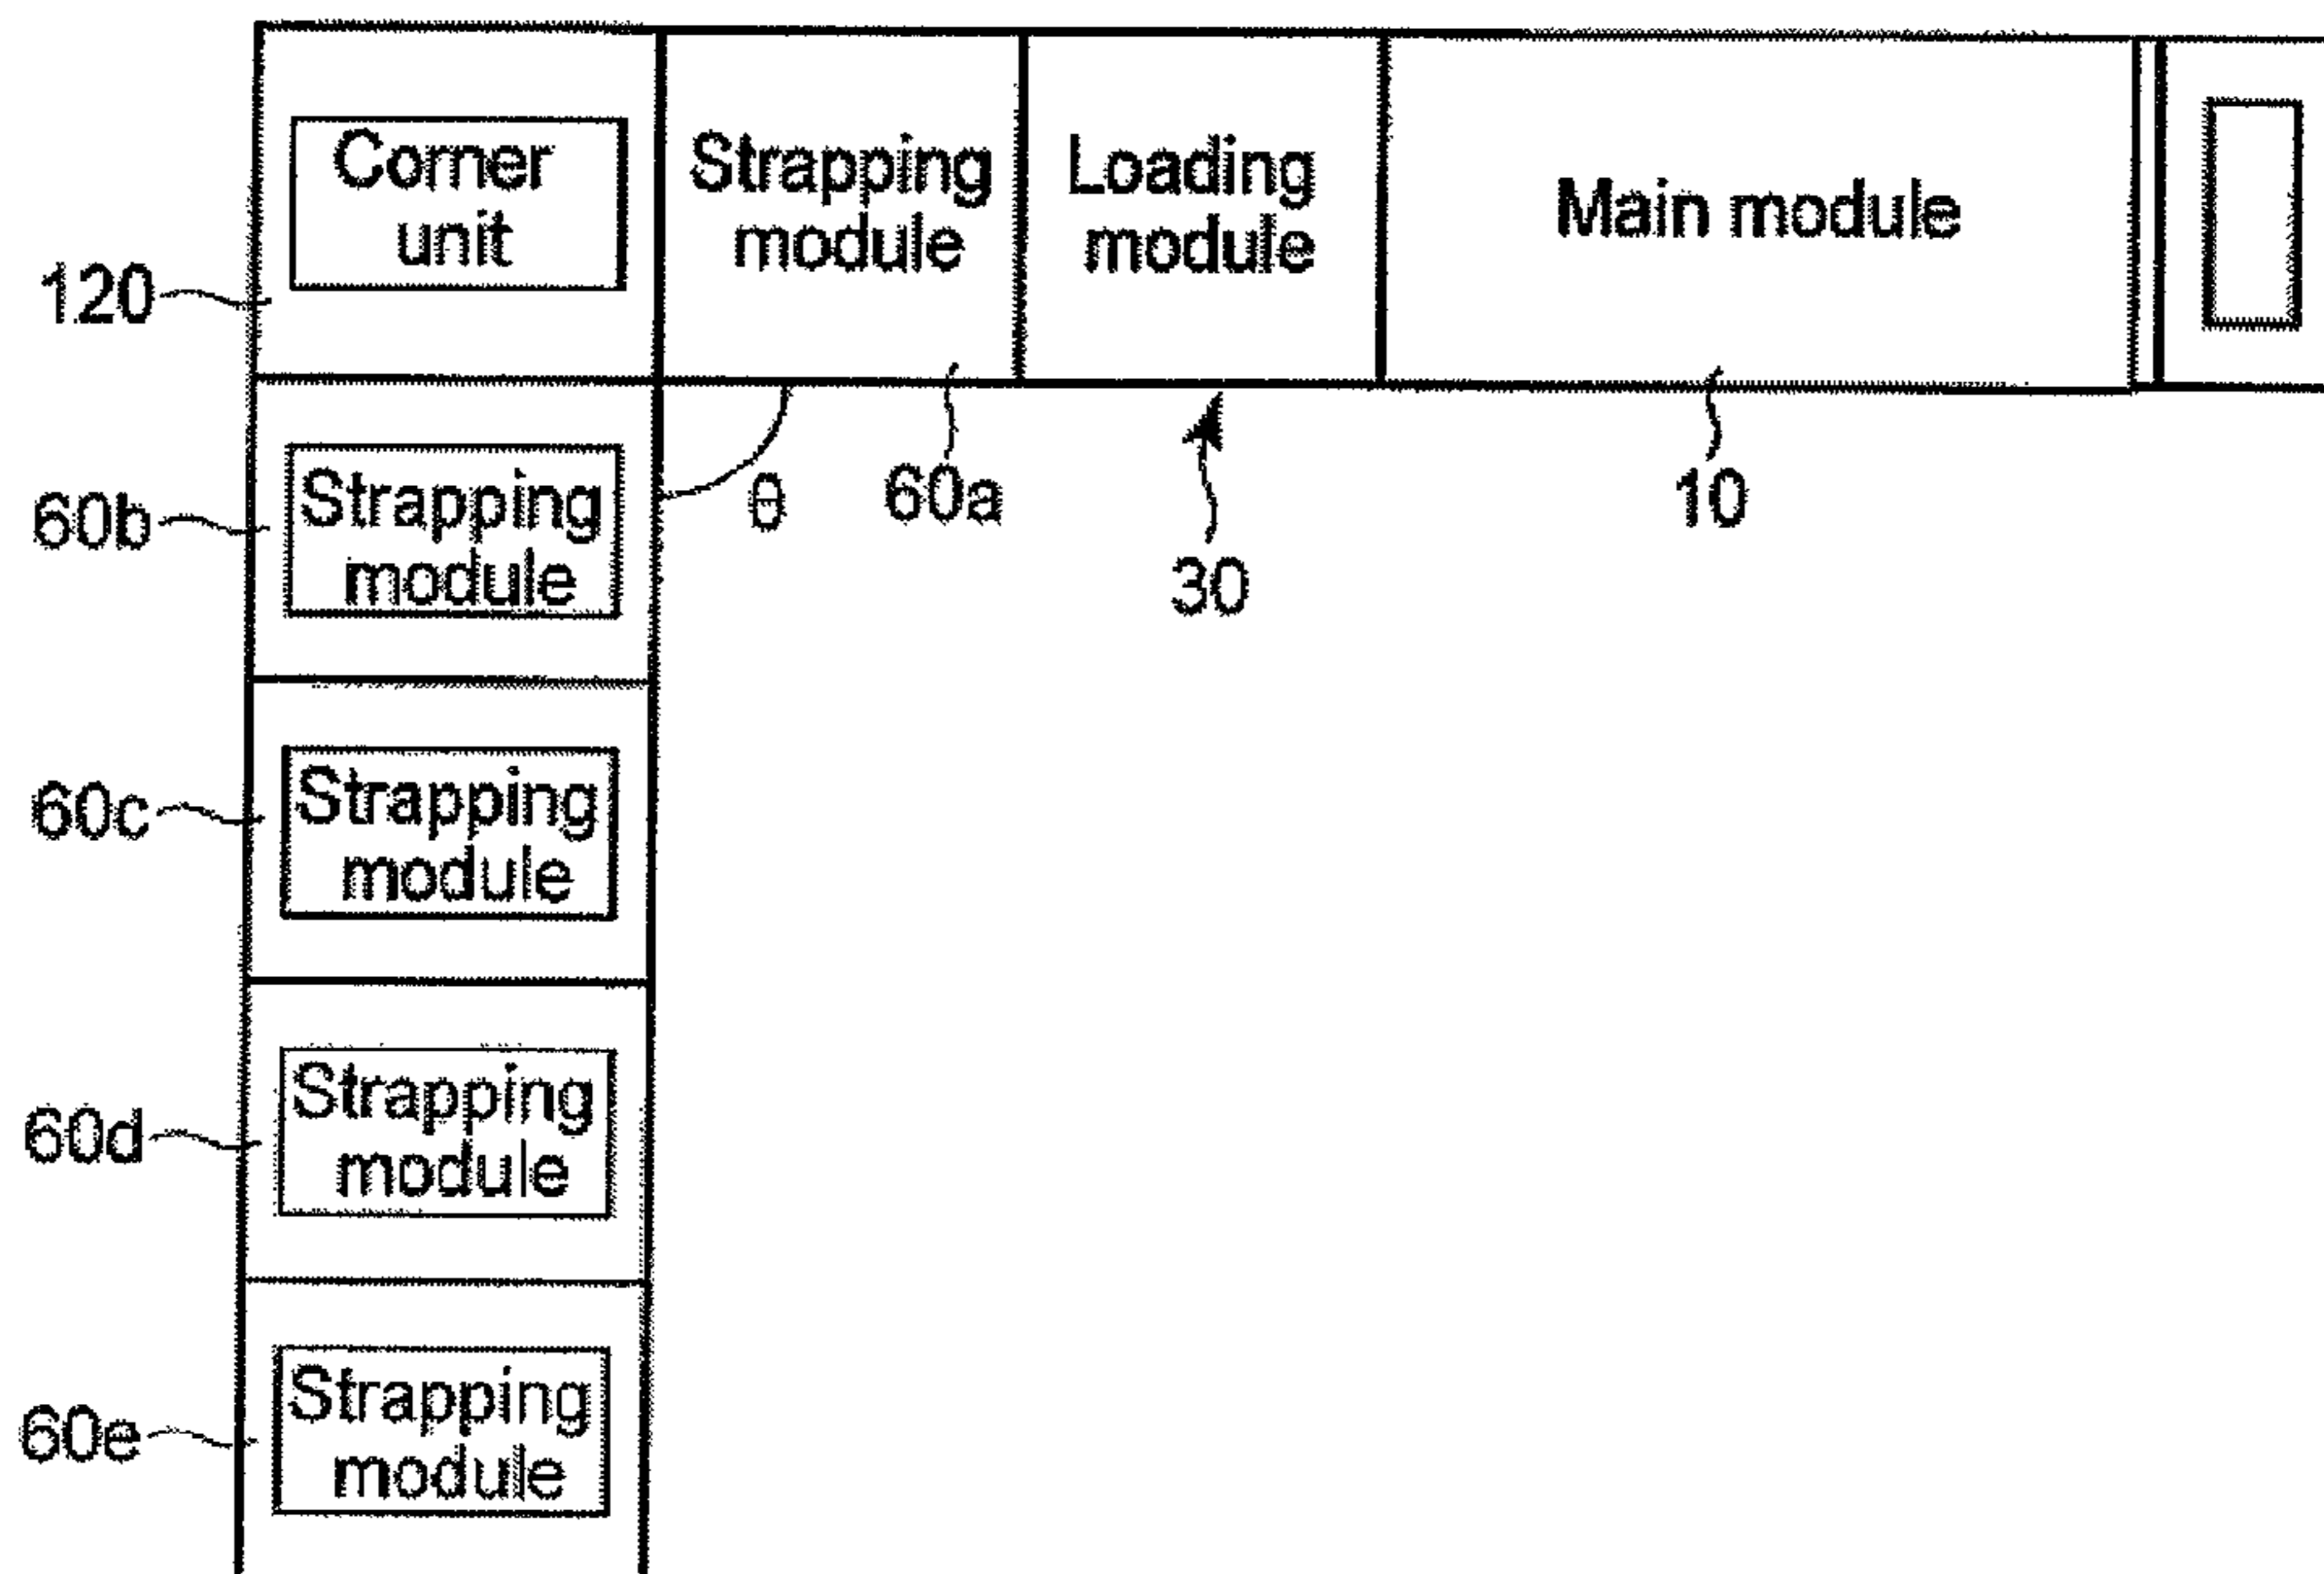 Corner
unit
Strapping
module
Loading
module
Main module
120
60b
Strapping
module
θ
60a
30
10
60c
Strapping
module
60d
Strapping
module
60e
Strapping
module